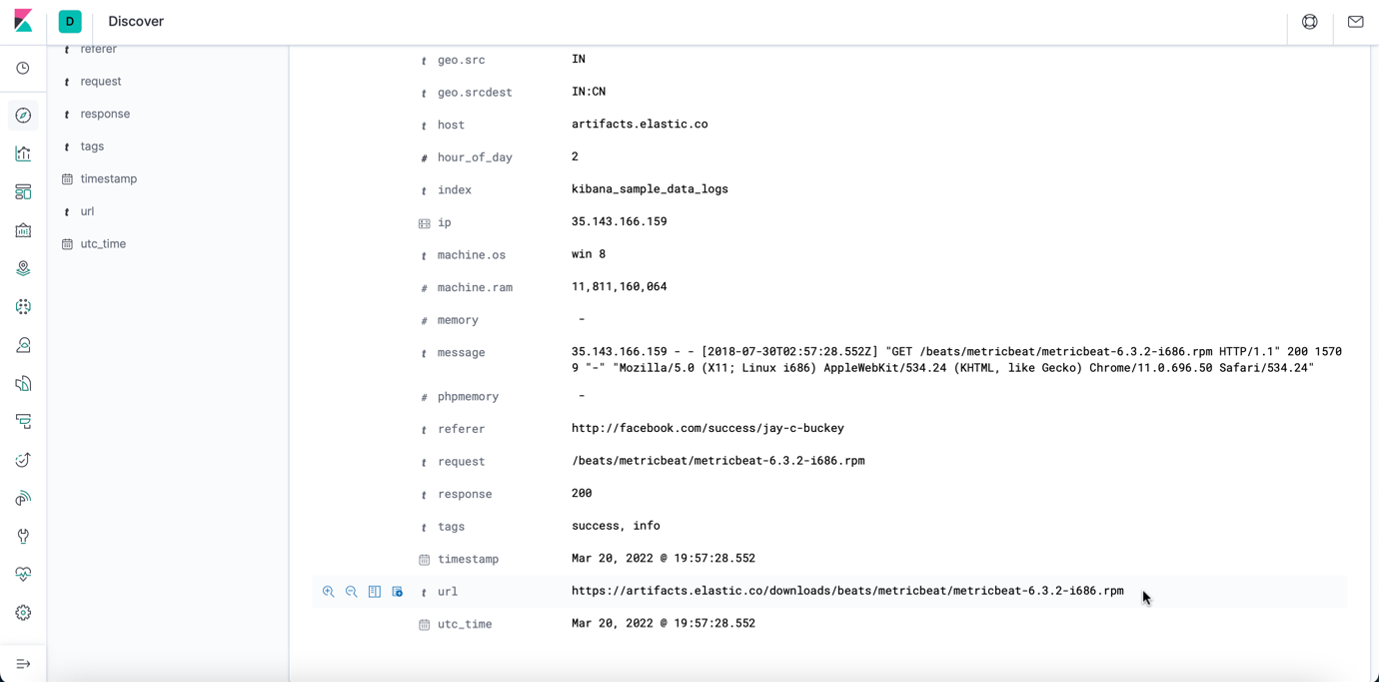 D Discover
referer
request
response
tags
timestamp
url
utc_time
t geo.src IN
t geo.srcdest IN:CN
t host artifacts.elastic.co
# hour_of_day 2
t index kibana_sample_data_logs
ip 35.143.166.159
t machine.os win 8
# machine.ram 11,811,160,064
# memory -
t message 35.143.166.159 - - [2018-07-30T02:57:28.552Z] "GET /beats/metricbeat/metricbeat-6.3.2-i686.rpm HTTP/1.1" 200 1570
9 "-" "Mozilla/5.0 (X11; Linux i686) AppleWebKit/534.24 (KHTML, like Gecko) Chrome/11.0.696.50 Safari/534.24"
# phpmemory -
t referer http://facebook.com/success/jay-c-buckey
t request /beats/metricbeat/metricbeat-6.3.2-i686.rpm
t response 200
t tags success, info
timestamp Mar 20, 2022 @ 19:57:28.552
t url https://artifacts.elastic.co/downloads/beats/metricbeat/metricbeat-6.3.2-i686.rpm
utc_time Mar 20, 2022 @ 19:57:28.552